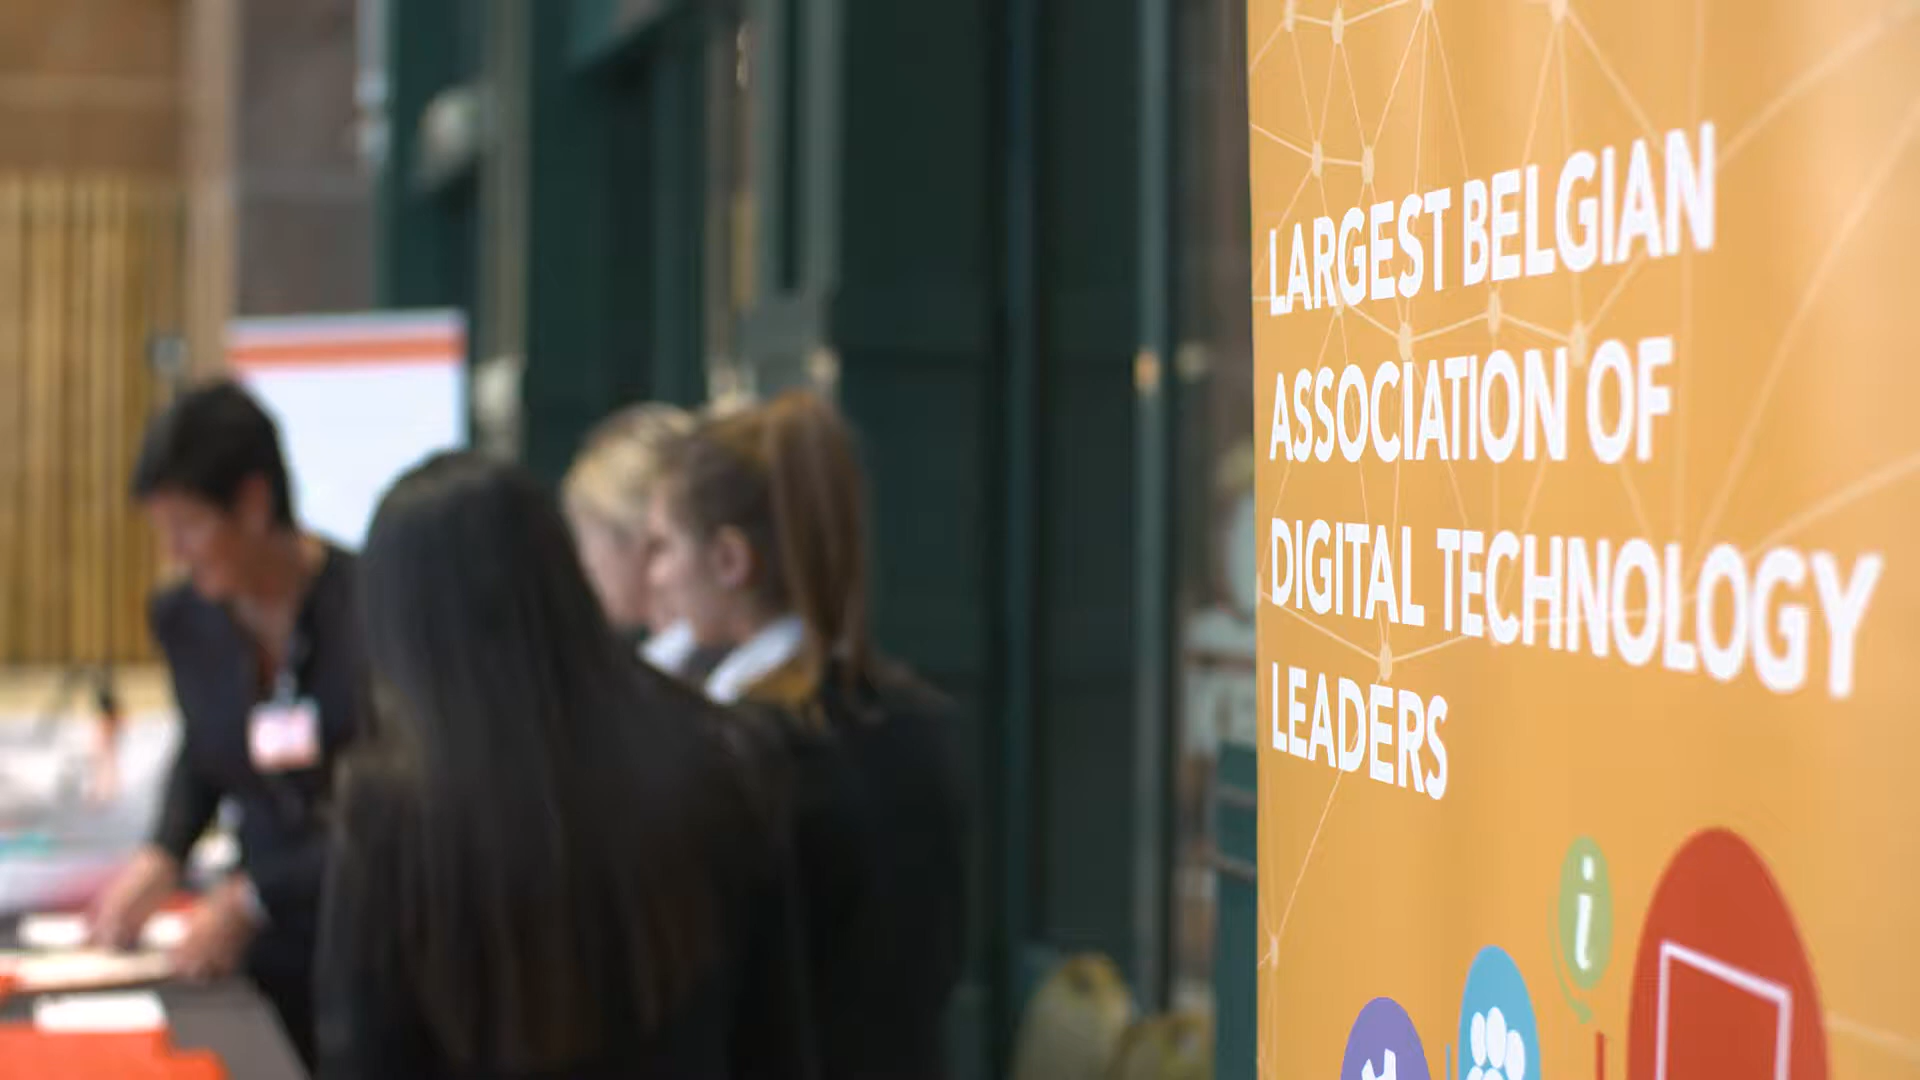 LARGEST BELGIAN
ASSOCIATION OF
DIGITAL TECHNOLOGY
LEADERS
i